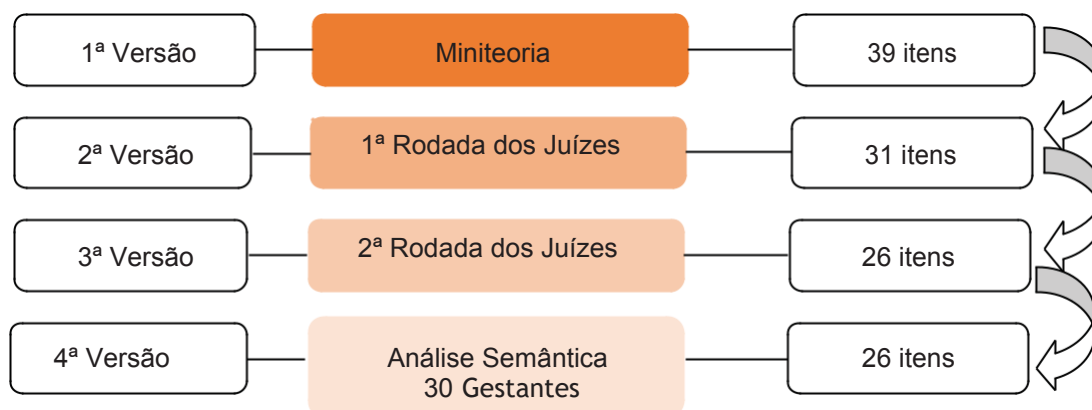 1ª Versão
Miniteoria
39 itens
2ª Versão
1ª Rodada dos Juízes
31 itens
3ª Versão
2ª Rodada dos Juízes
26 itens
4ª Versão
Análise Semântica
30 Gestantes
26 itens